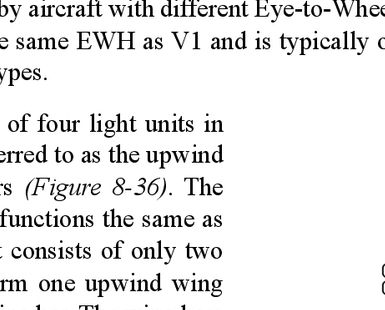 by aircraft with different Eye-to-Whee
e same EWH as V1 and is typically o
ypes.
of four light units in
erred to as the upwind
rs (Figure 8-36). The
functions the same as
t consists of only two
rm one upwind wing